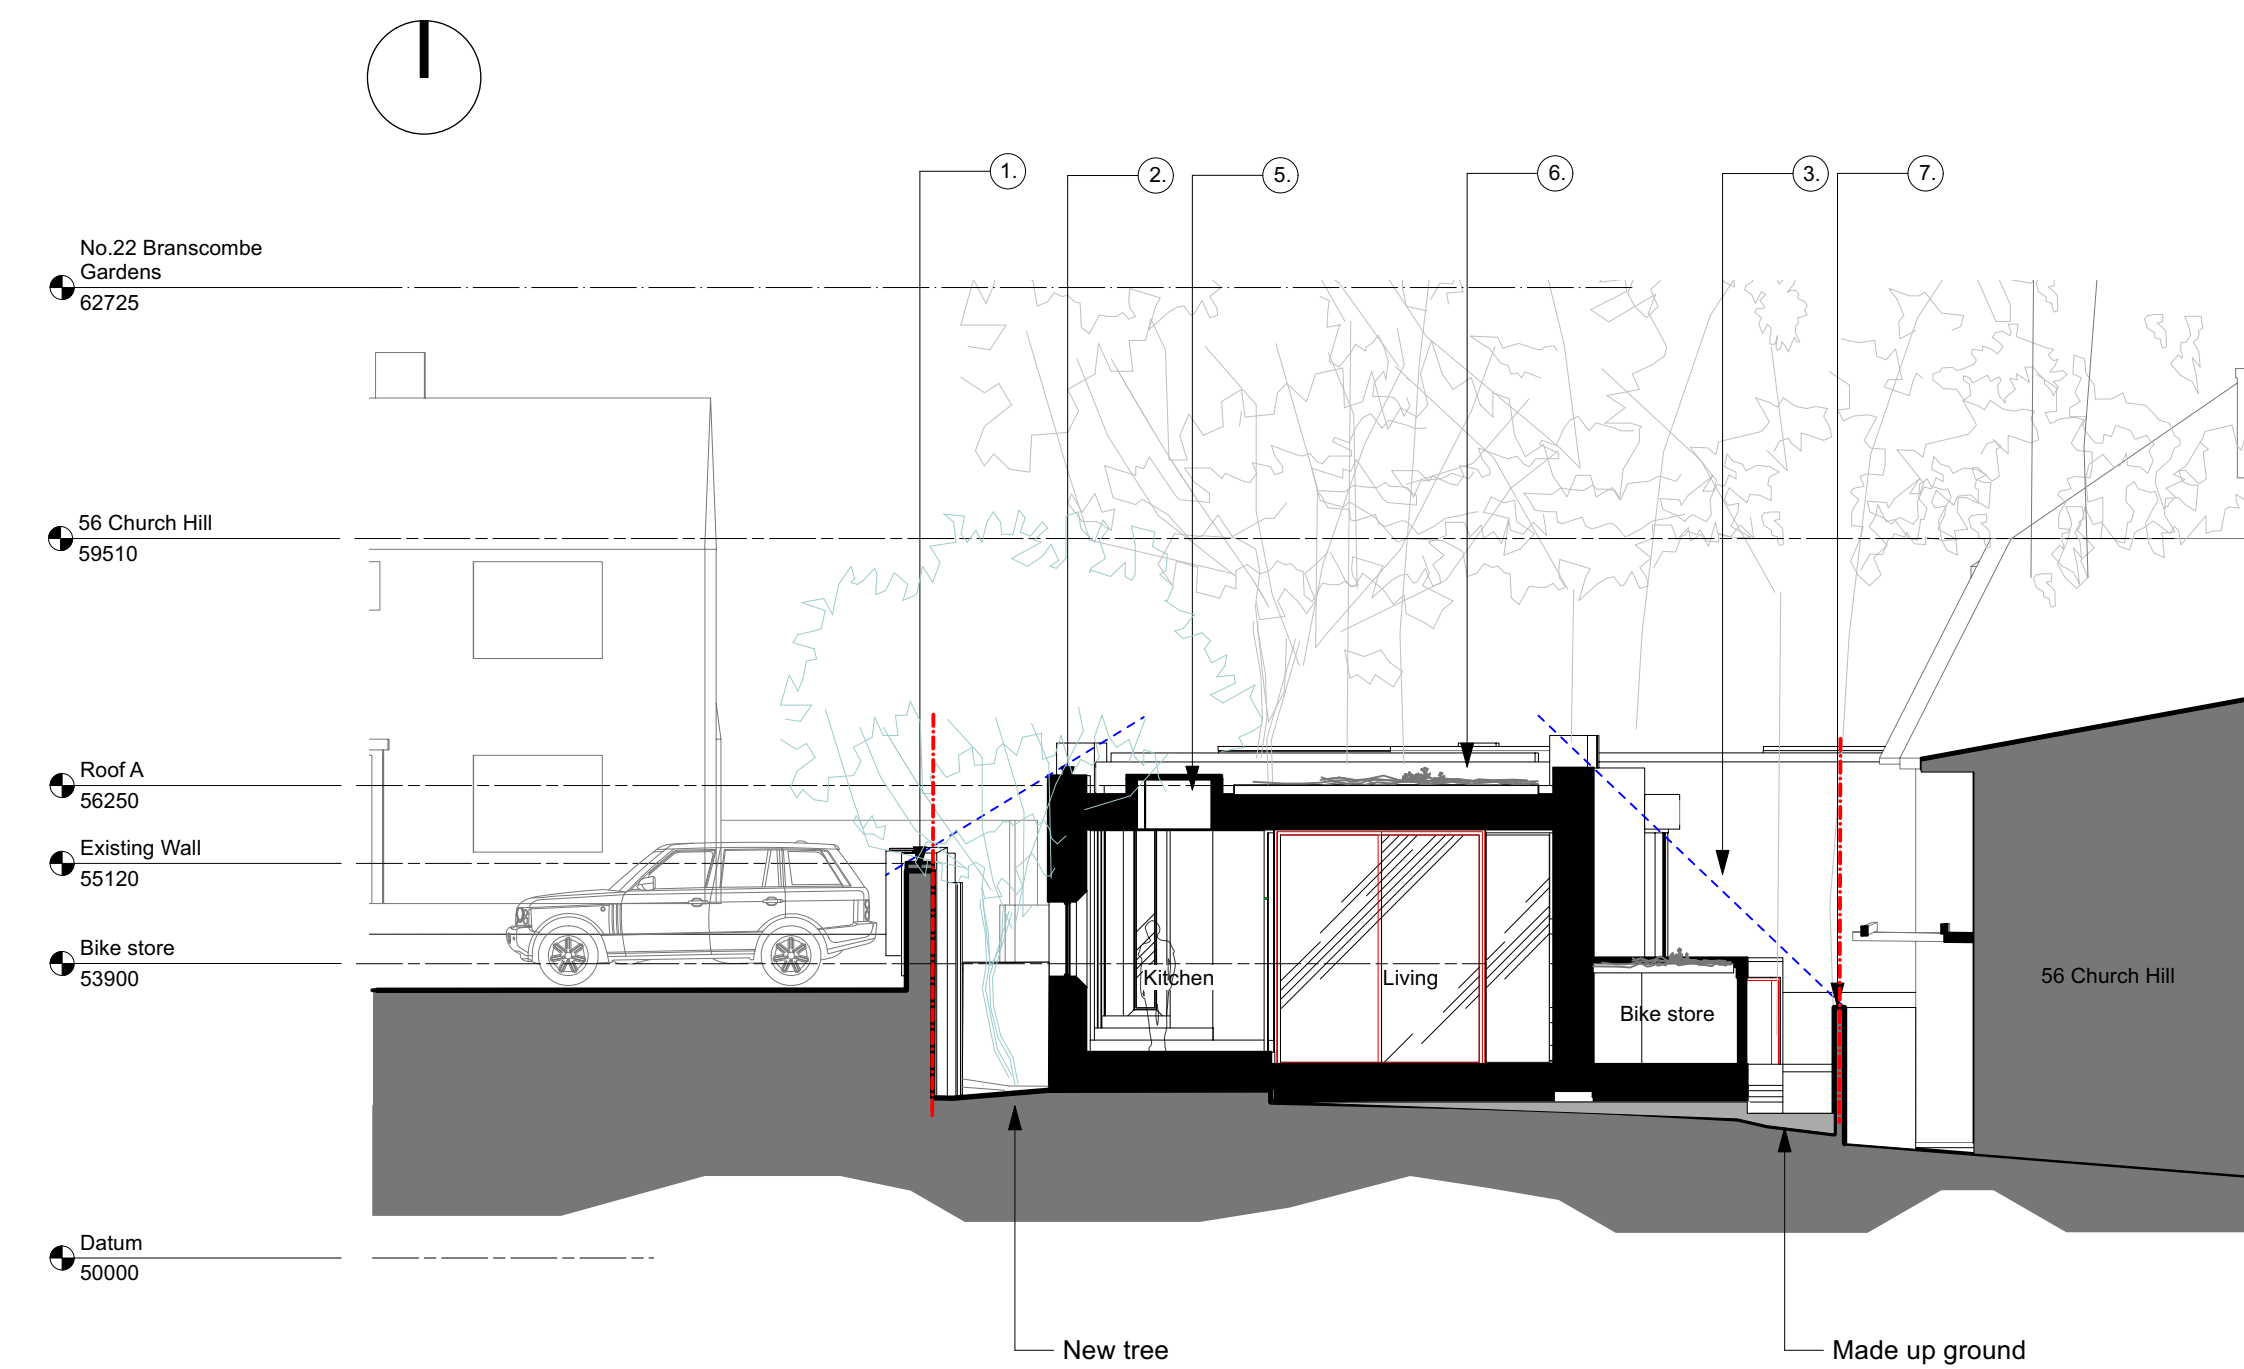 1.
2.
5.
6.
3.
7.
No.22 Branscombe
Gardens
62725
56 Church Hill
59510
Roof A
56250
Existing Wall
55120
Bike store
53900
Kitchen
Living
Bike store
56 Church Hill
Datum
50000
New tree
Made up ground